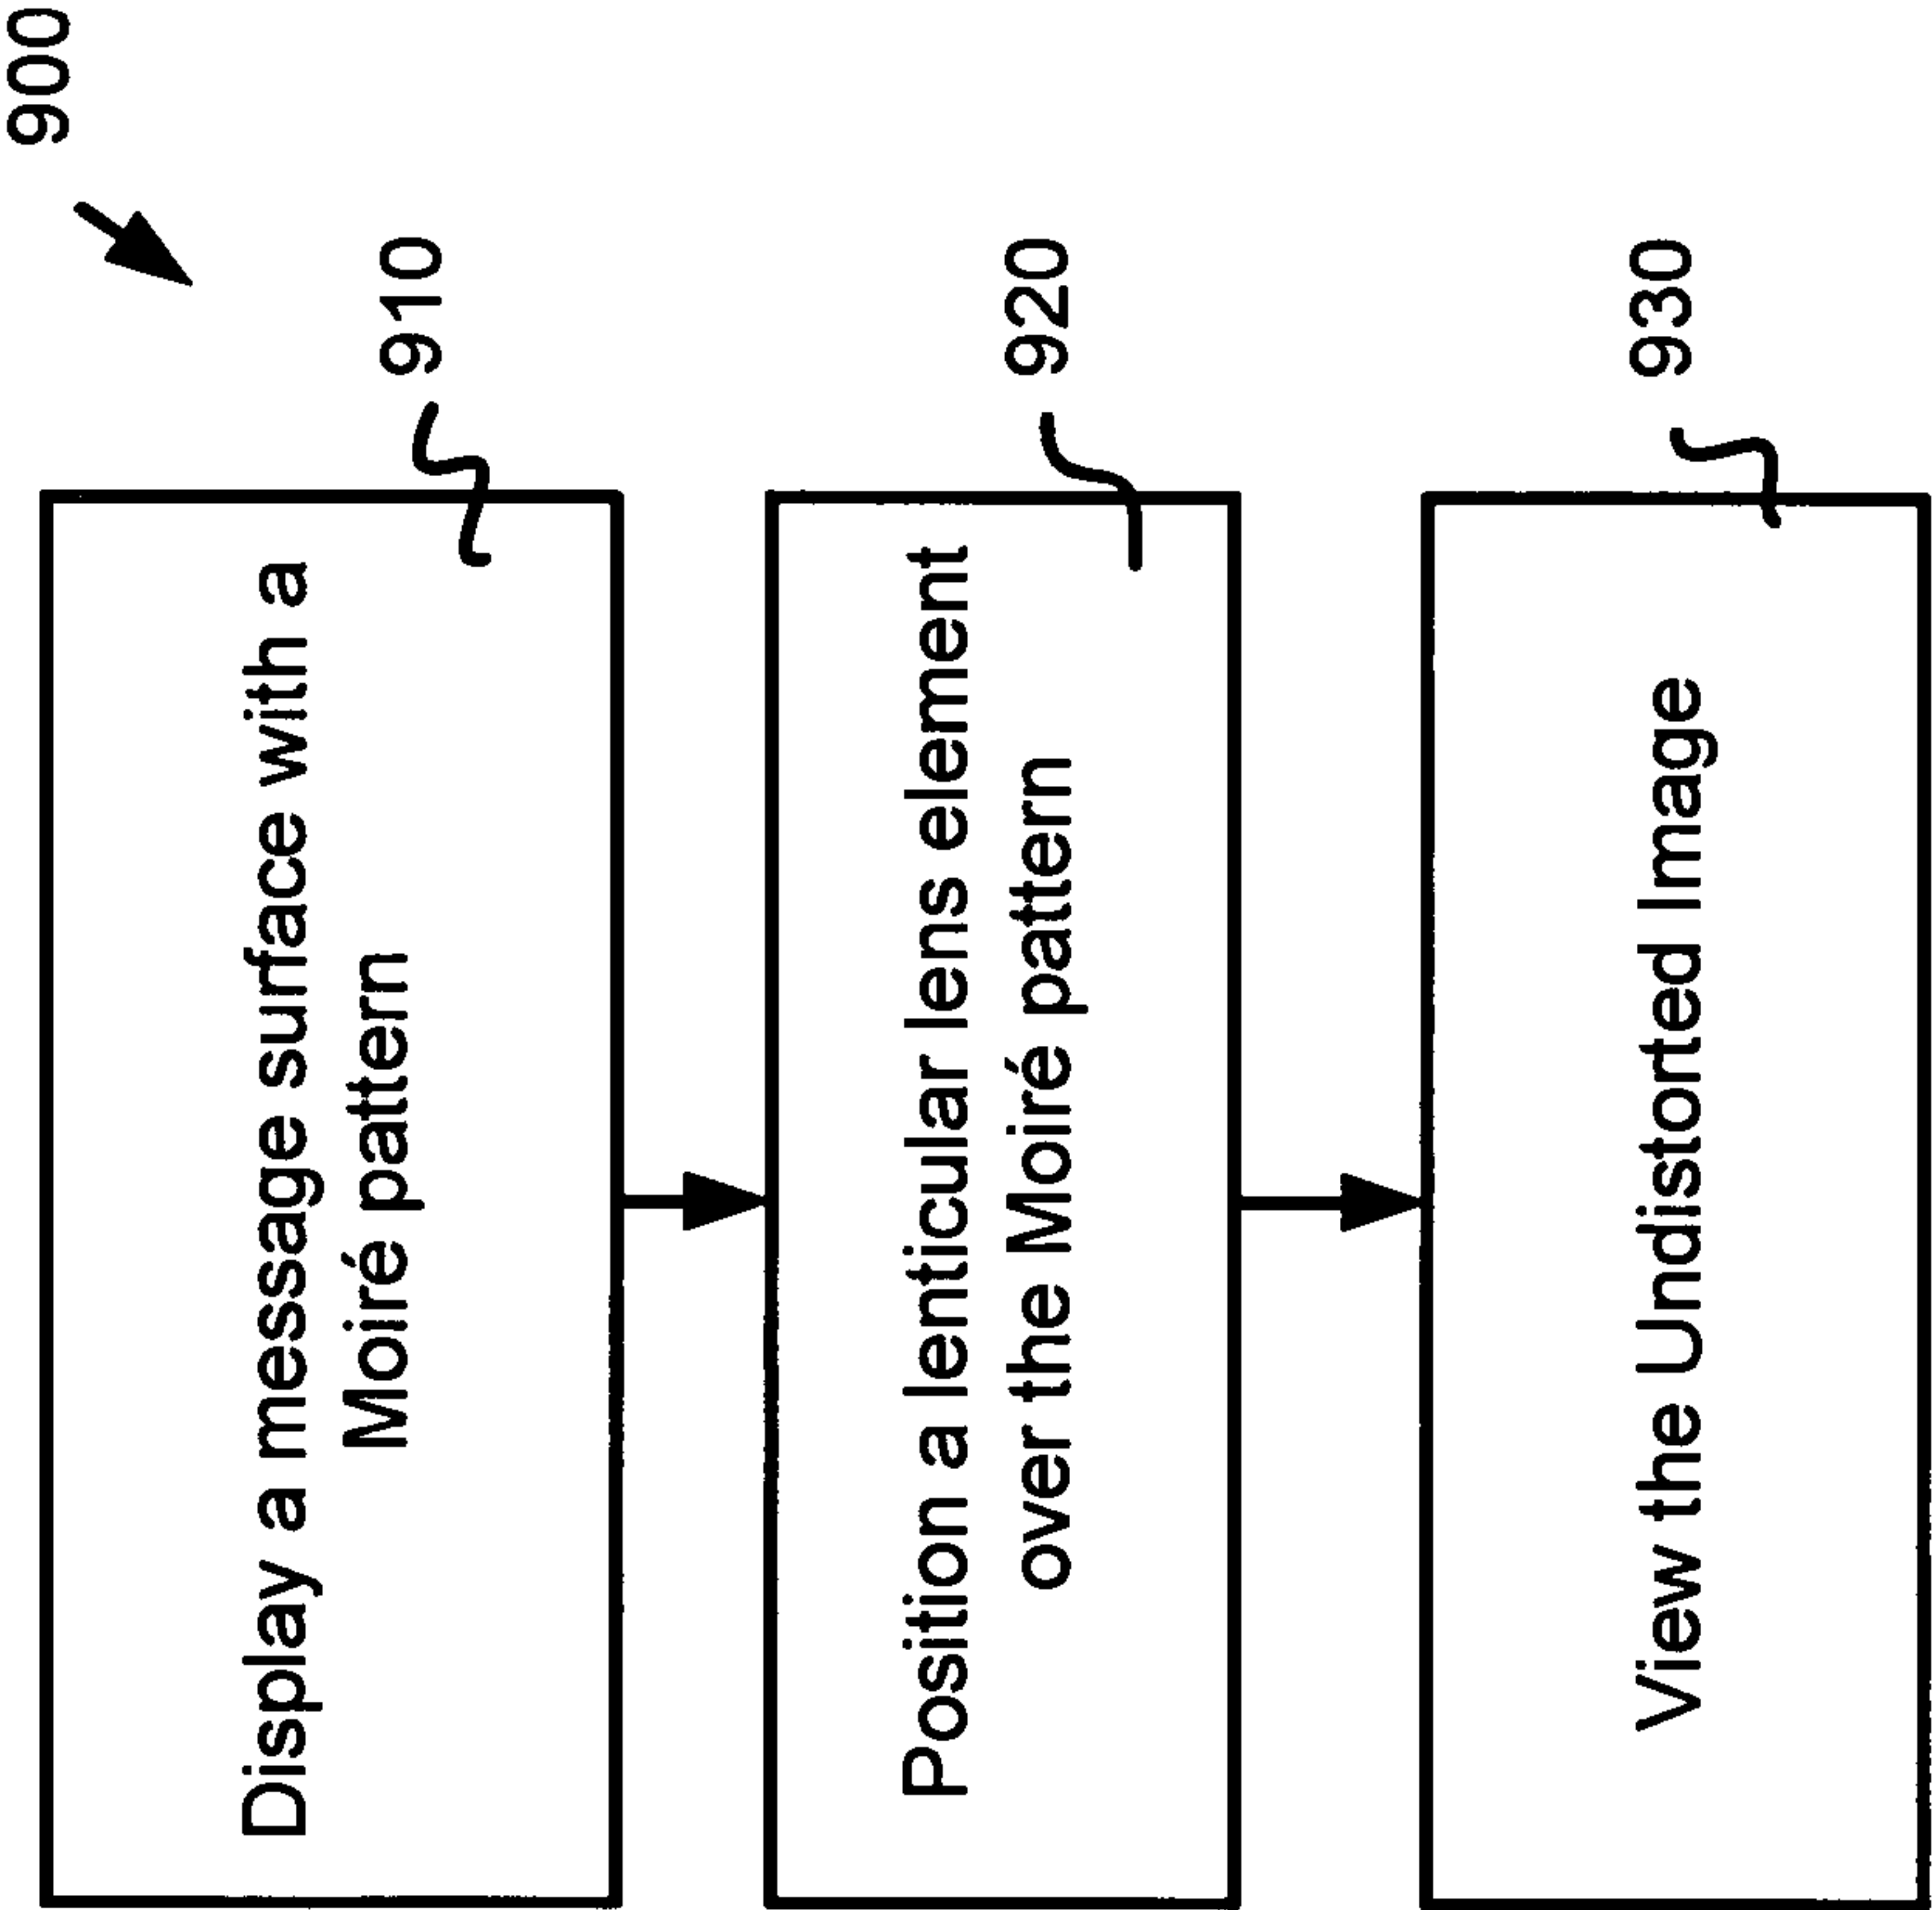 900
Display a message surface with a
Moiré pattern
910
Position a lenticular lens element
over the Moiré pattern
920
View the Undistorted Image
930